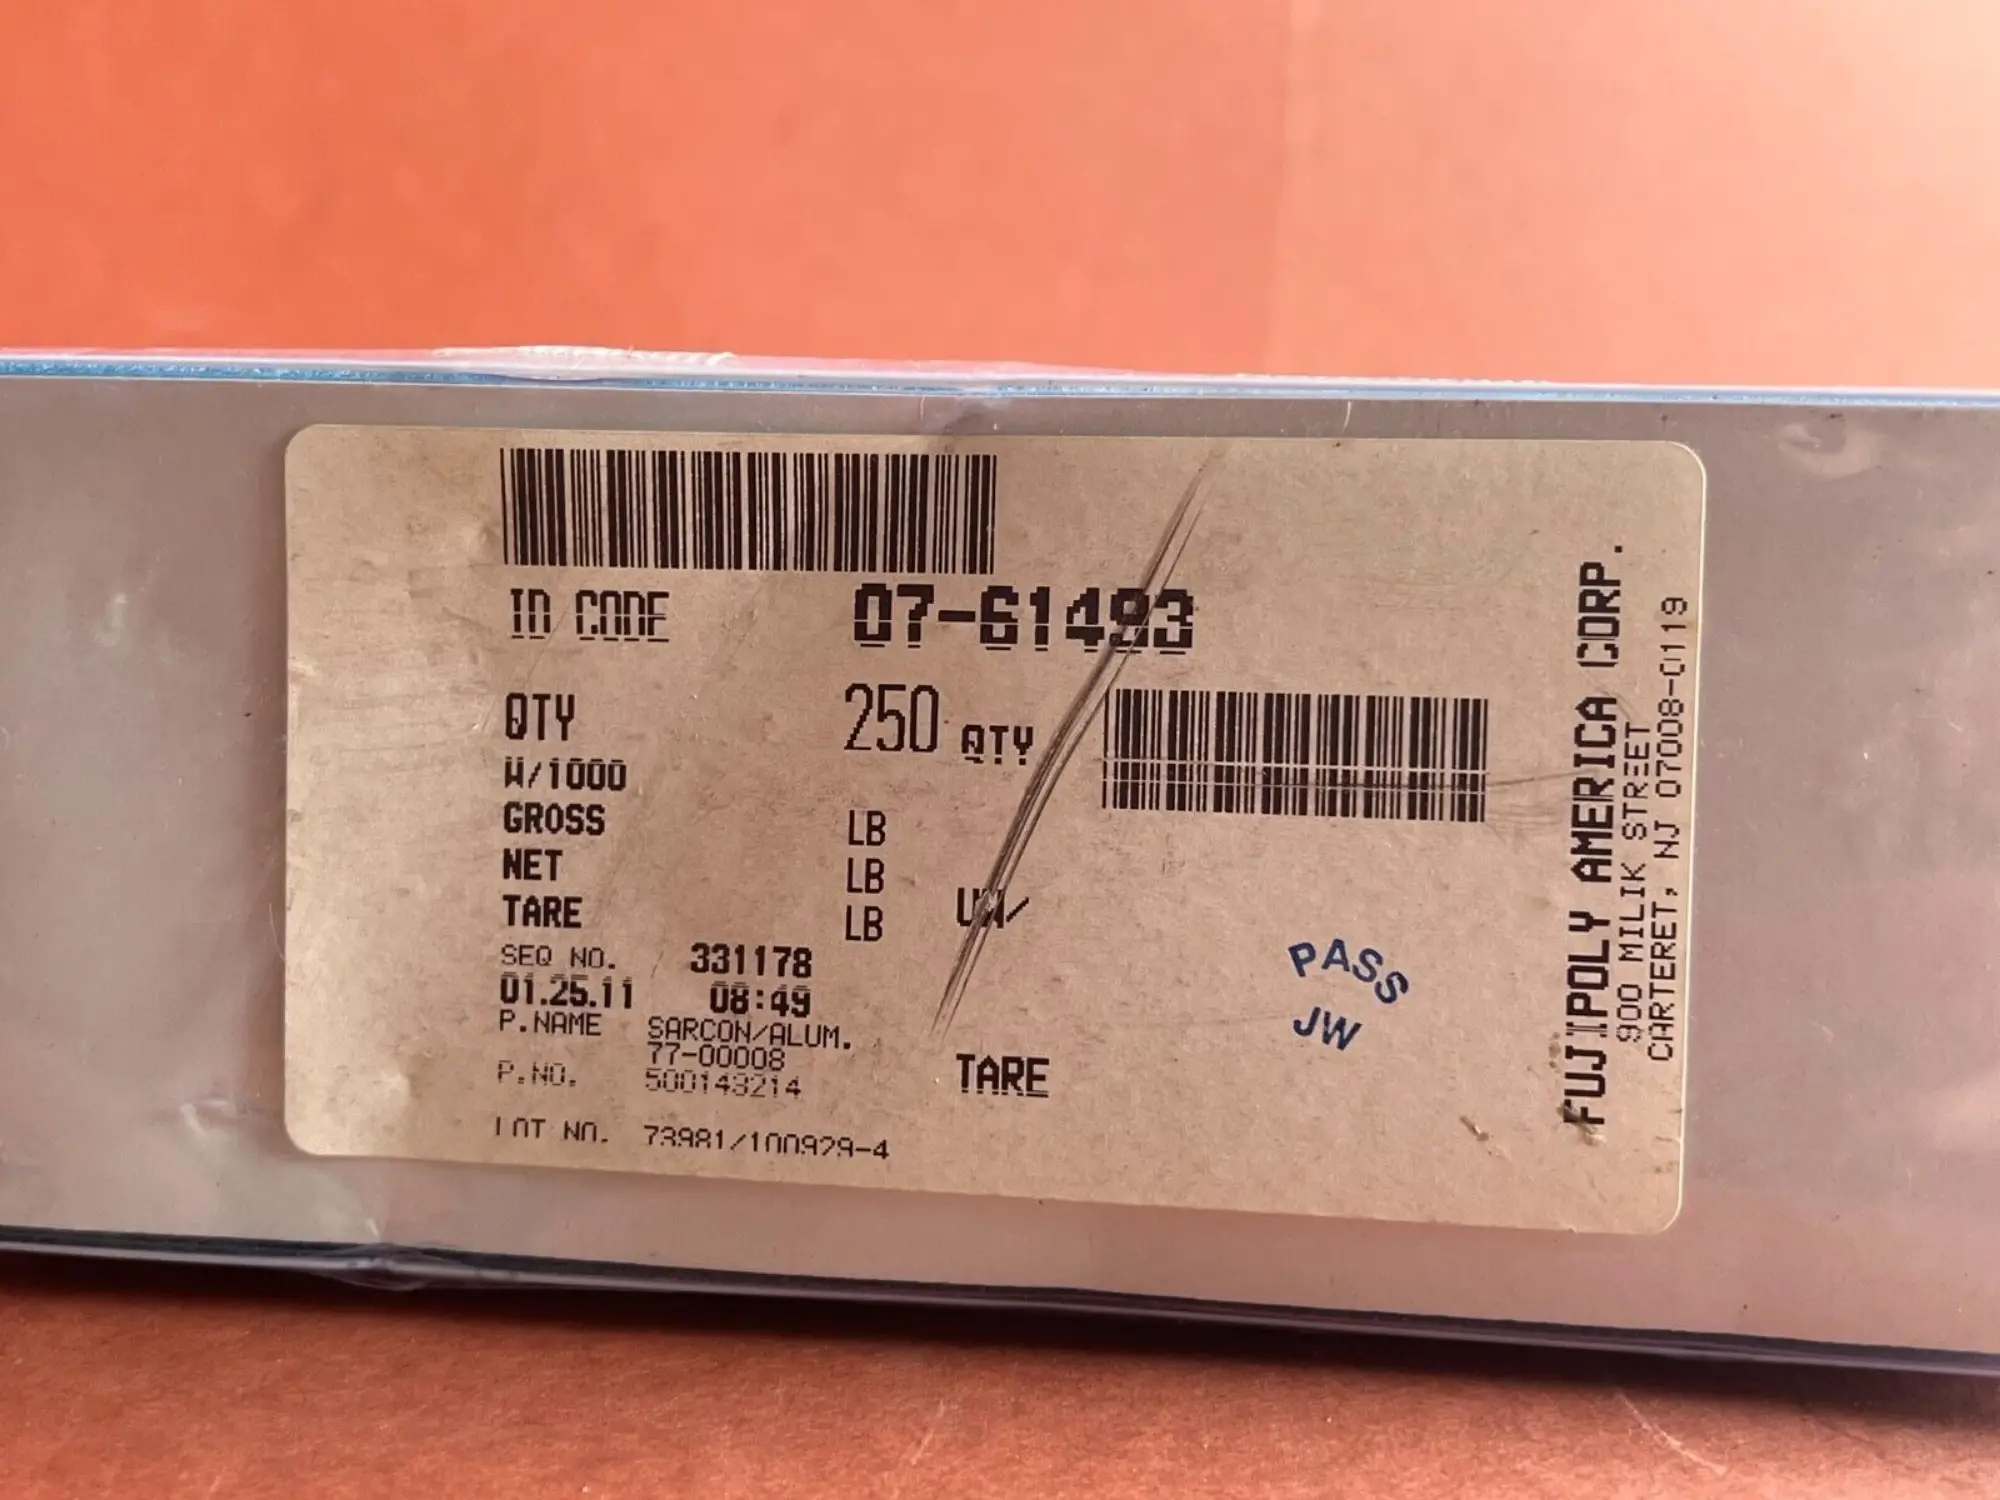 ID CODE 07-61493
QTY 250 QTY
W/1000
GROSS LB
NET LB
TARE LB UW/
SEQ NO. 331178
01.25.11 08:49
P.NAME SARCON/ALUM.
77-00008
P.NO. 500143214
TARE
LOT NO. 73981/100929-4
PASS
JW
FUJIPOLY AMERICA CORP.
900 MILIK STREET
CARTERET, NJ 07008-0119